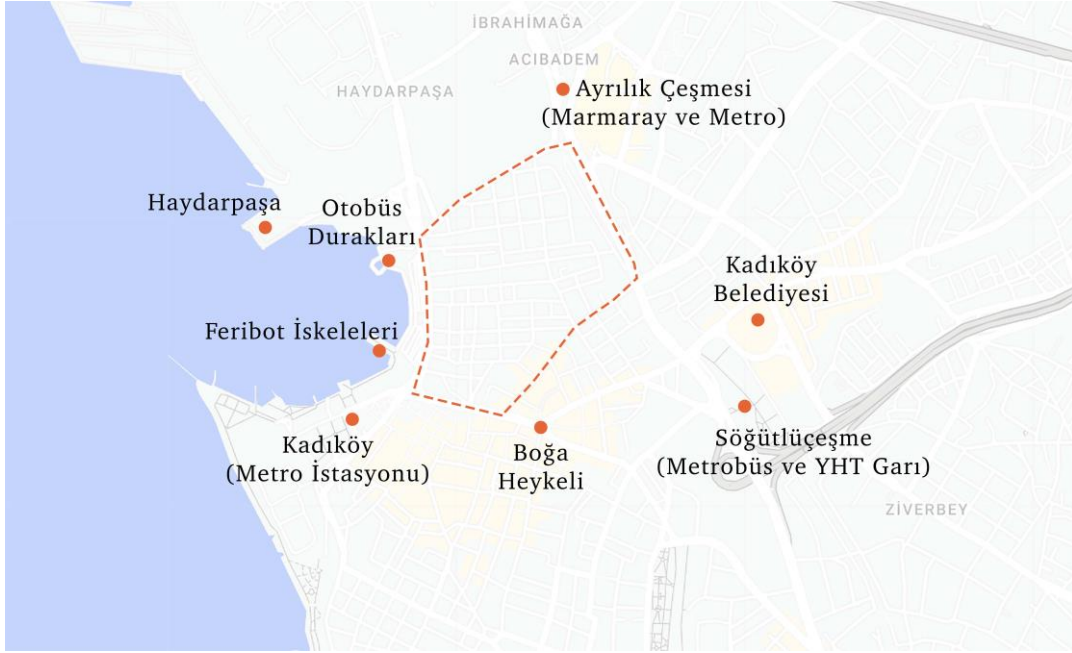 İBRAHİMAĞA
ACIBADEM
HAYDARPAŞA
Ayrılık Çeşmesi
(Marmaray ve Metro)
Haydarpaşa
Otobüs
Durakları
Kadıköy
Belediyesi
Feribot İskeleleri
Kadıköy
(Metro İstasyonu)
Boğa
Heykeli
Söğütlüçeşme
(Metrobüs ve YHT Garı)
ZİVERBEY